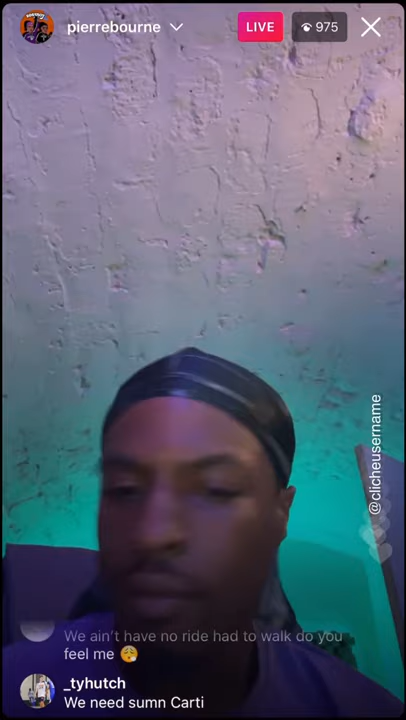 pierrebourne
LIVE
975
@clicheusername
We ain't have no ride had to walk do you
feel me 😮‍💨
_tyhutch
We need sumn Carti